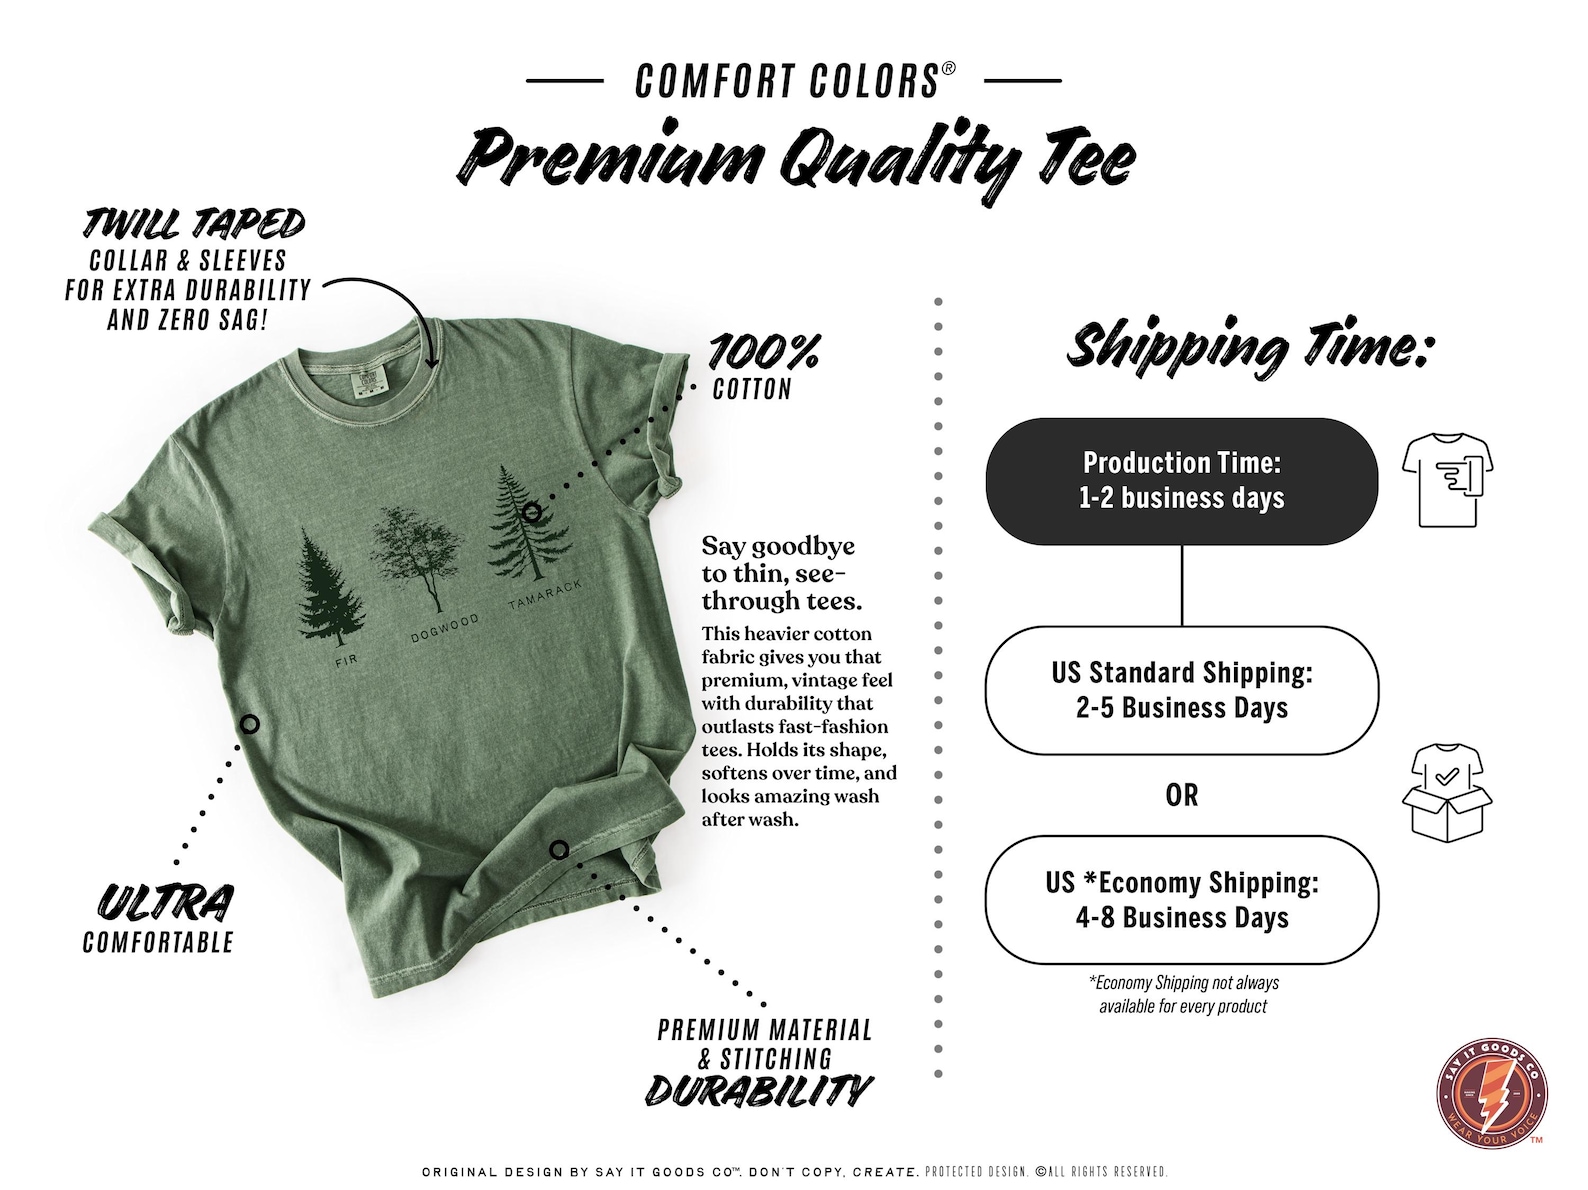 COMFORT COLORS®
Premium Quality Tee
TWILL TAPED
COLLAR & SLEEVES
FOR EXTRA DURABILITY
AND ZERO SAG!
COMFORT
COLORS
100%
COTTON
FIR
DOGWOOD
TAMARACK
Say goodbye
to thin, see-
through tees.
This heavier cotton
fabric gives you that
premium, vintage feel
with durability that
outlasts fast-fashion
tees. Holds its shape,
softens over time, and
looks amazing wash
after wash.
ULTRA
COMFORTABLE
PREMIUM MATERIAL
& STITCHING
DURABILITY
Shipping Time:
Production Time:
1-2 business days
US Standard Shipping:
2-5 Business Days
OR
US *Economy Shipping:
4-8 Business Days
*Economy Shipping not always
available for every product
SAY IT GOODS CO
WEAR YOUR VOICE
TM
ORIGINAL DESIGN BY SAY IT GOODS CO™. DON'T COPY, CREATE. PROTECTED DESIGN. ©ALL RIGHTS RESERVED.